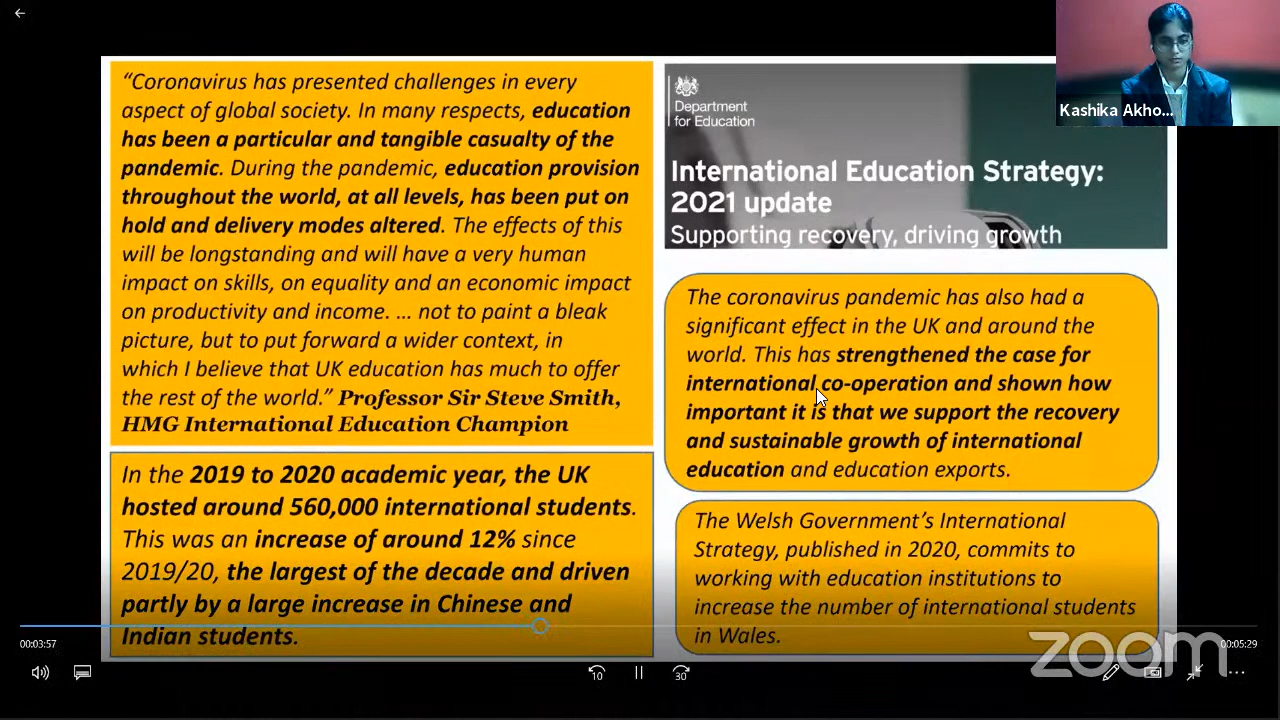 “Coronavirus has presented challenges in every
aspect of global society. In many respects, education
has been a particular and tangible casualty of the
pandemic. During the pandemic, education provision
throughout the world, at all levels, has been put on
hold and delivery modes altered. The effects of this
will be longstanding and will have a very human
impact on skills, on equality and an economic impact
on productivity and income. … not to paint a bleak
picture, but to put forward a wider context, in
which I believe that UK education has much to offer
the rest of the world.” Professor Sir Steve Smith,
HMG International Education Champion
In the 2019 to 2020 academic year, the UK
hosted around 560,000 international students.
This was an increase of around 12% since
2019/20, the largest of the decade and driven
partly by a large increase in Chinese and
Indian students.
Department
for Education
International Education Strategy:
2021 update
Supporting recovery, driving growth
The coronavirus pandemic has also had a
significant effect in the UK and around the
world. This has strengthened the case for
international co-operation and shown how
important it is that we support the recovery
and sustainable growth of international
education and education exports.
The Welsh Government’s International
Strategy, published in 2020, commits to
working with education institutions to
increase the number of international students
in Wales.
Kashika Akho...
00:03:57
00:05:29
10
30
zoom